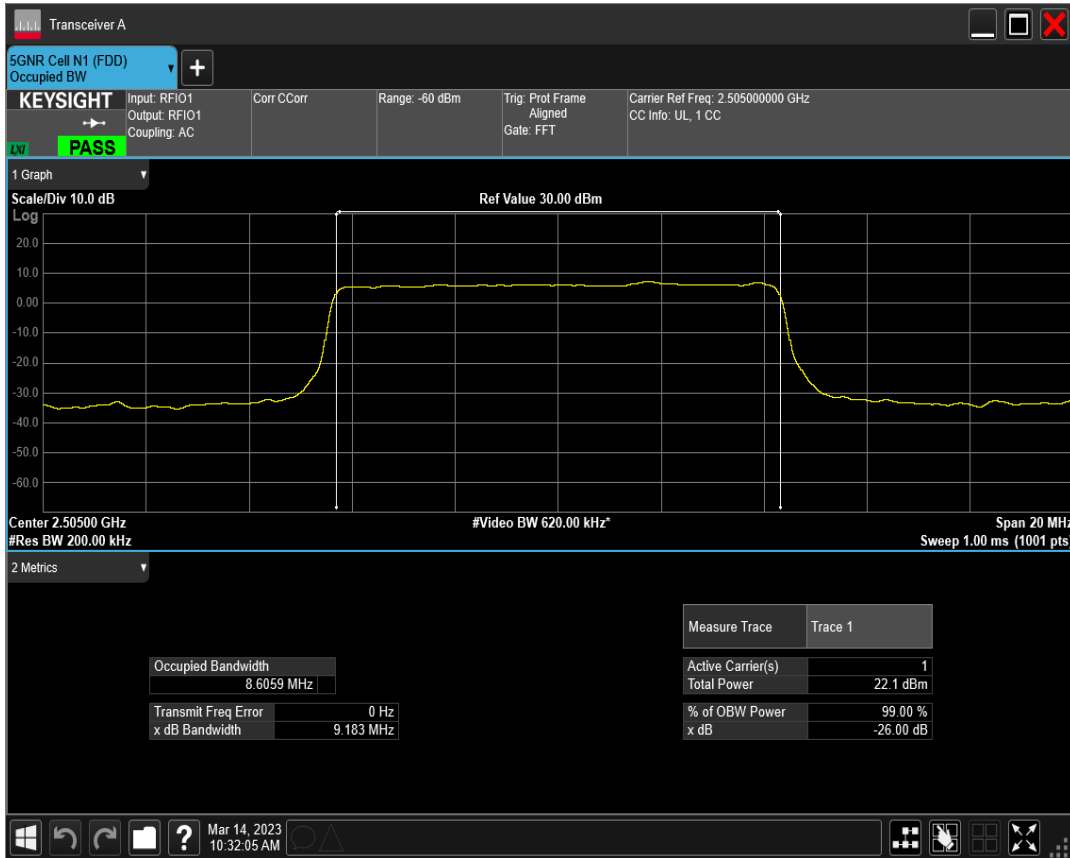 Transceiver A
5GNR Cell N1 (FDD)
Occupied BW
+
KEYSIGHT
LXI
PASS
Input: RFIO1
Output: RFIO1
Coupling: AC
Corr CCorr
Range: -60 dBm
Trig: Prot Frame
Aligned
Gate: FFT
Carrier Ref Freq: 2.505000000 GHz
CC Info: UL, 1 CC
1 Graph
Scale/Div 10.0 dB
Ref Value 30.00 dBm
Log
20.0
10.0
0.00
-10.0
-20.0
-30.0
-40.0
-50.0
-60.0
Center 2.50500 GHz
#Video BW 620.00 kHz*
Span 20 MHz
#Res BW 200.00 kHz
Sweep 1.00 ms (1001 pts)
2 Metrics
Measure Trace Trace 1
Occupied Bandwidth
8.6059 MHz
Active Carrier(s) 1
Total Power 22.1 dBm
Transmit Freq Error 0 Hz
x dB Bandwidth 9.183 MHz
% of OBW Power 99.00 %
x dB -26.00 dB
?
Mar 14, 2023
10:32:05 AM